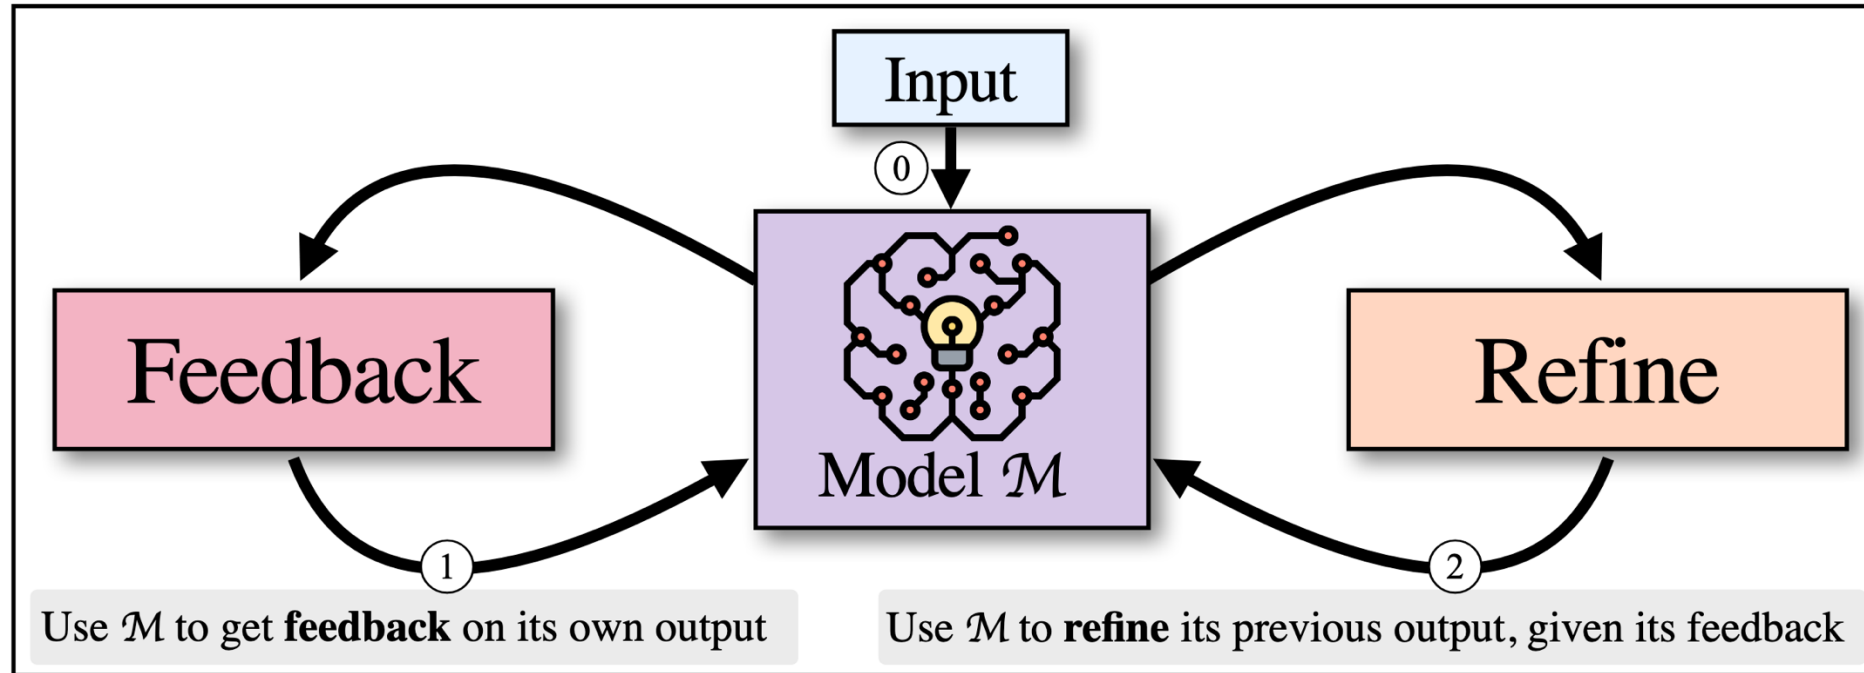 Input
0
Feedback
Refine
Model ℳ
1
2
Use ℳ to get feedback on its own output
Use ℳ to refine its previous output, given its feedback